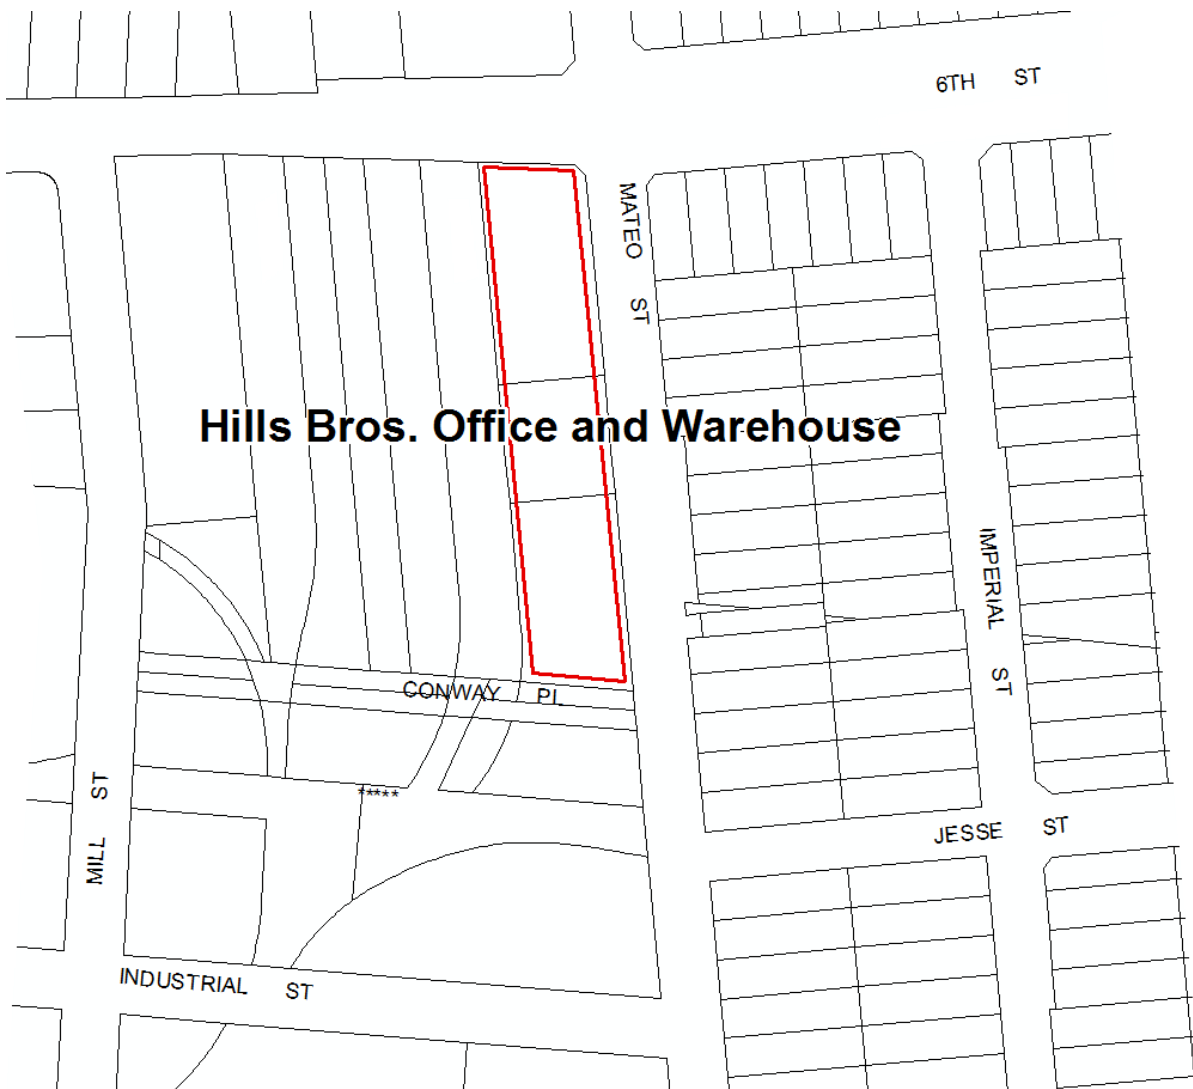 6TH ST
MATEO ST
Hills Bros. Office and Warehouse
IMPERIAL ST
CONWAY PL
MILL ST
*****
JESSE ST
INDUSTRIAL ST